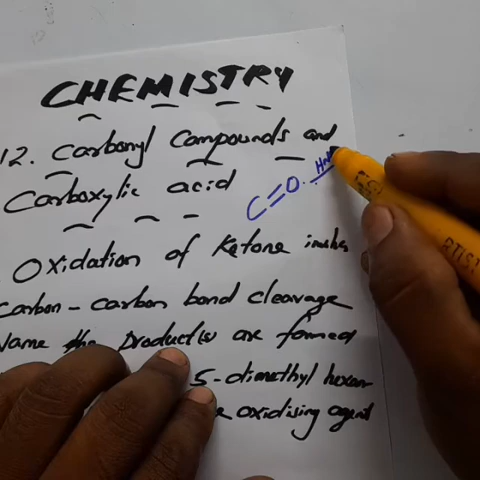 CHEMISTRY
12. Carbonyl Compounds and
Carboxylic acid
C=O
Oxidation of Ketone
carbon - carbon bond cleavage
Name the Product(s) are formed
5-dimethyl hexan
oxidising agent